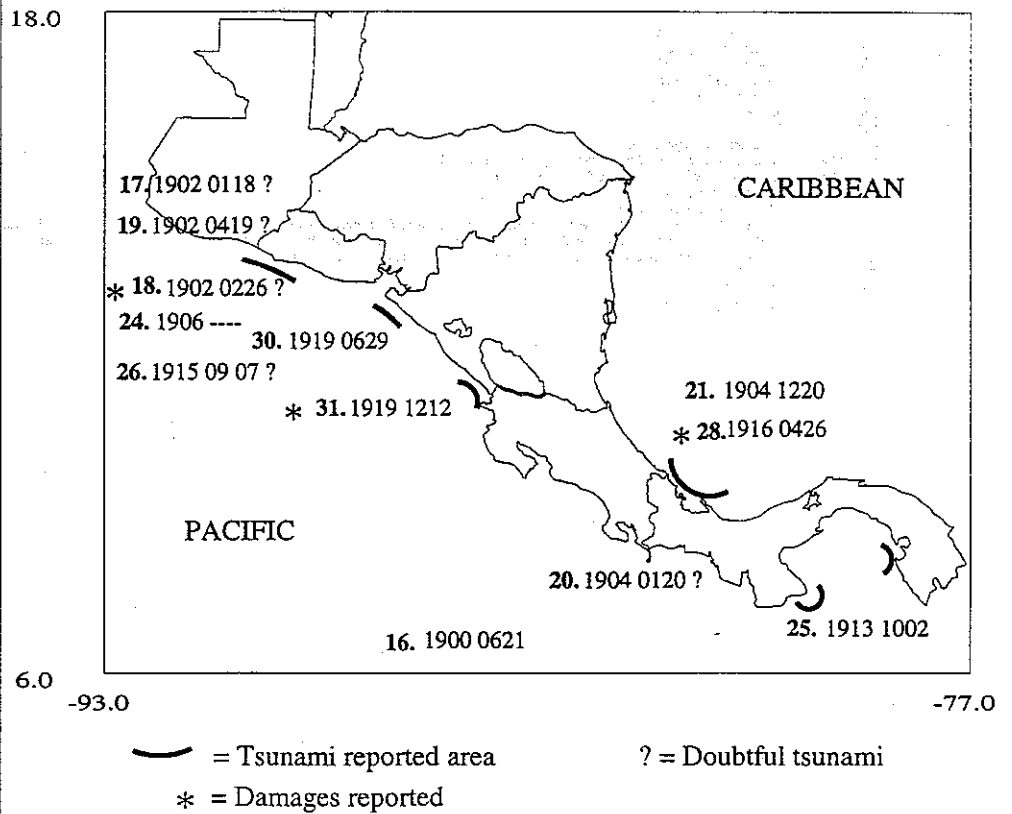 18.0
17. 1902 0118 ?
CARIBBEAN
19. 1902 0419 ?
* 18. 1902 0226 ?
24. 1906 ----
30. 1919 0629
26. 1915 09 07 ?
21. 1904 1220
* 31. 1919 1212
* 28. 1916 0426
PACIFIC
20. 1904 0120 ?
25. 1913 1002
16. 1900 0621
6.0
-93.0
-77.0
= Tsunami reported area
? = Doubtful tsunami
* = Damages reported